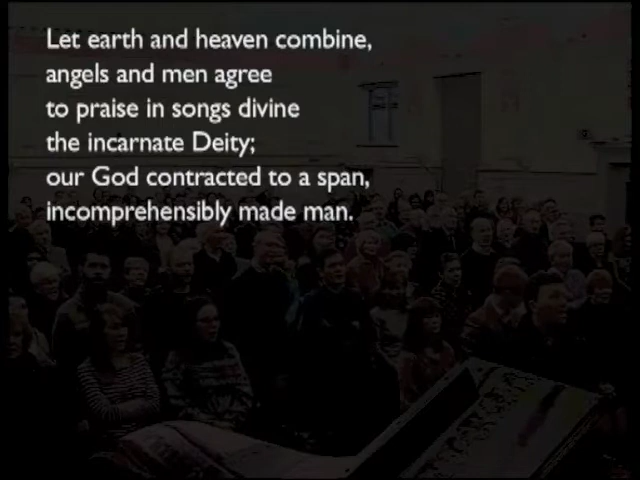 Let earth and heaven combine,
angels and men agree
to praise in songs divine
the incarnate Deity;
our God contracted to a span,
incomprehensibly made man.